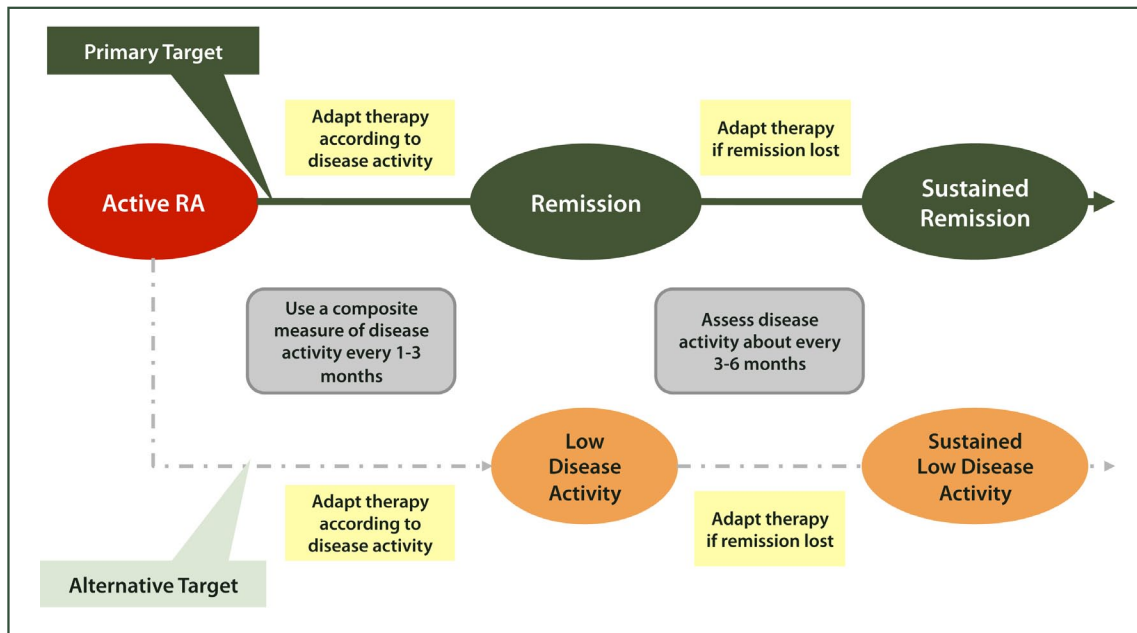 Primary Target
Adapt therapy
according to
disease activity
Adapt therapy
if remission lost
Active RA
Remission
Sustained
Remission
Use a composite
measure of disease
activity every 1-3
months
Assess disease
activity about every
3-6 months
Low
Disease
Activity
Sustained
Low Disease
Activity
Adapt therapy
according to
disease activity
Adapt therapy
if remission lost
Alternative Target